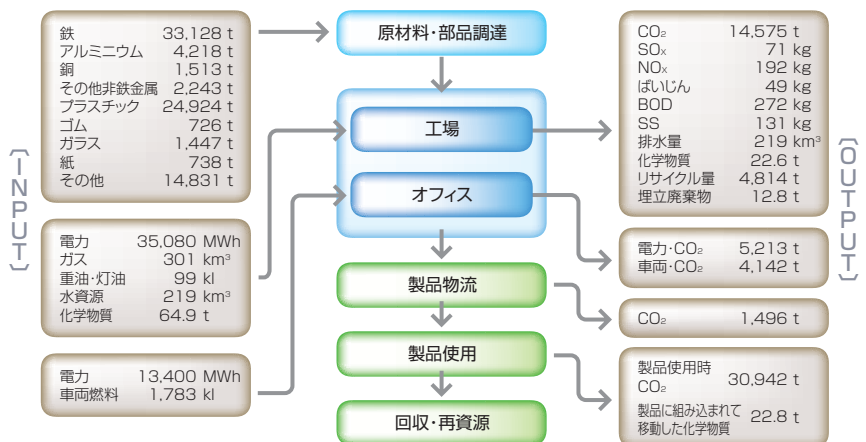 〔INPUT〕
鉄 33,128 t
アルミニウム 4,218 t
銅 1,513 t
その他非鉄金属 2,243 t
プラスチック 24,924 t
ゴム 726 t
ガラス 1,447 t
紙 738 t
その他 14,831 t
電力 35,080 MWh
ガス 301 km³
重油・灯油 99 kl
水資源 219 km³
化学物質 64.9 t
電力 13,400 MWh
車両燃料 1,783 kl
原材料・部品調達
工場
オフィス
製品物流
製品使用
回収・再資源
CO₂ 14,575 t
SOx 71 kg
NOx 192 kg
ばいじん 49 kg
BOD 272 kg
SS 131 kg
排水量 219 km³
化学物質 22.6 t
リサイクル量 4,814 t
埋立廃棄物 12.8 t
電力・CO₂ 5,213 t
車両・CO₂ 4,142 t
CO₂ 1,496 t
製品使用時
CO₂ 30,942 t
製品に組み込まれて
移動した化学物質 22.8 t
〔OUTPUT〕